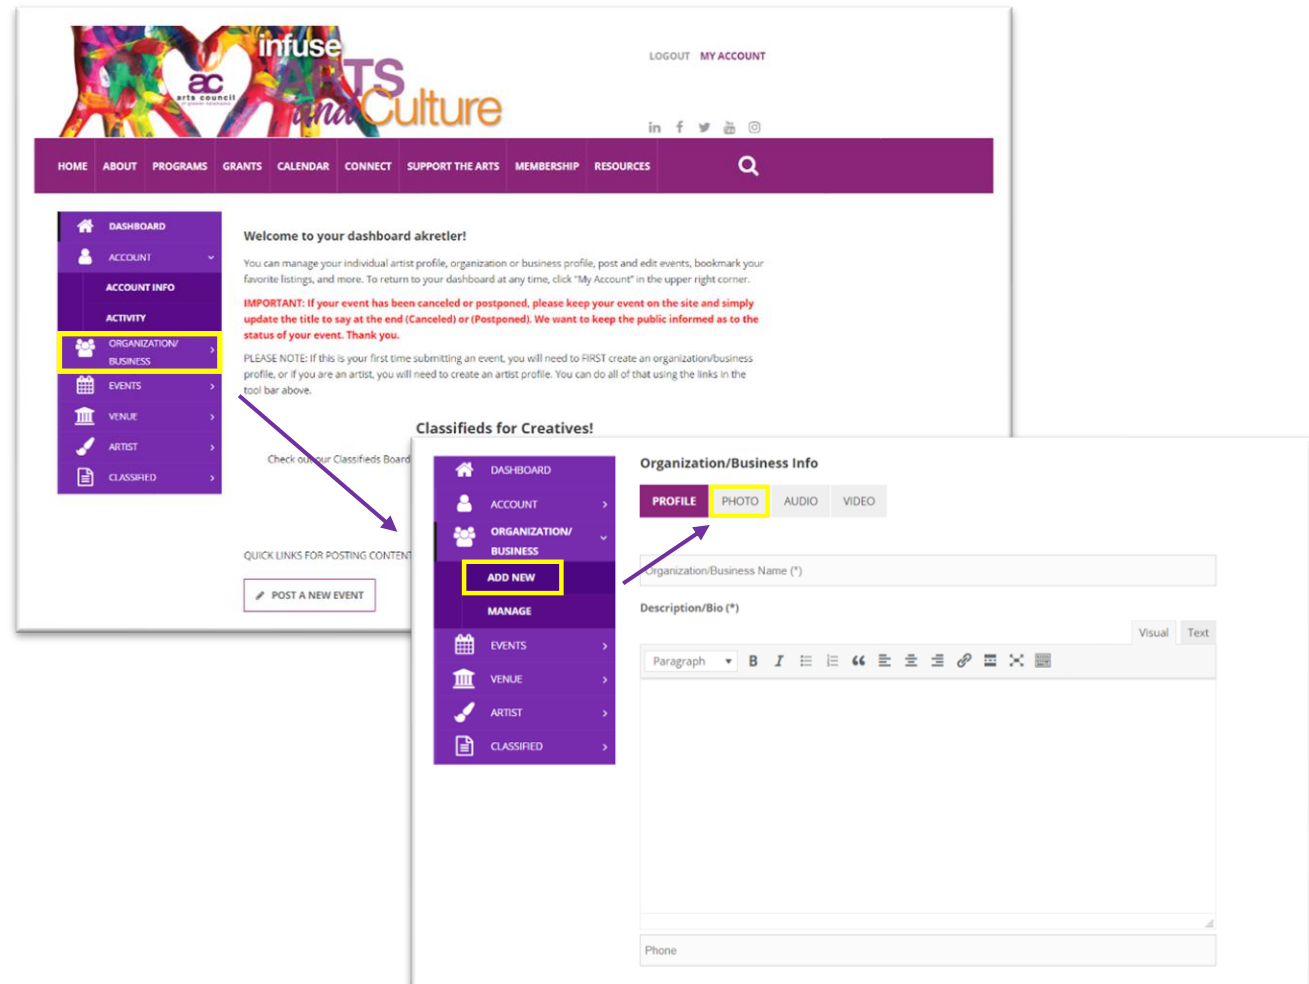 infuse
ARTS
and Culture
ac
arts council
LOGOUT MY ACCOUNT
HOME ABOUT PROGRAMS GRANTS CALENDAR CONNECT SUPPORT THE ARTS MEMBERSHIP RESOURCES
DASHBOARD
ACCOUNT
ACCOUNT INFO
ACTIVITY
ORGANIZATION/
BUSINESS
EVENTS
VENUE
ARTIST
CLASSIFIED
Welcome to your dashboard akretler!
You can manage your individual artist profile, organization or business profile, post and edit events, bookmark your
favorite listings, and more. To return to your dashboard at any time, click "My Account" in the upper right corner.
IMPORTANT: If your event has been canceled or postponed, please keep your event on the site and simply
update the title to say at the end (Canceled) or (Postponed). We want to keep the public informed as to the
status of your event. Thank you.
PLEASE NOTE: If this is your first time submitting an event, you will need to FIRST create an organization/business
profile, or if you are an artist, you will need to create an artist profile. You can do all of that using the links in the
tool bar above.
Classifieds for Creatives!
Check out our Classifieds Board
QUICK LINKS FOR POSTING CONTENT
POST A NEW EVENT
DASHBOARD
ACCOUNT
ORGANIZATION/
BUSINESS
ADD NEW
MANAGE
EVENTS
VENUE
ARTIST
CLASSIFIED
Organization/Business Info
PROFILE PHOTO AUDIO VIDEO
Organization/Business Name (*)
Description/Bio (*)
Visual Text
Paragraph
Phone